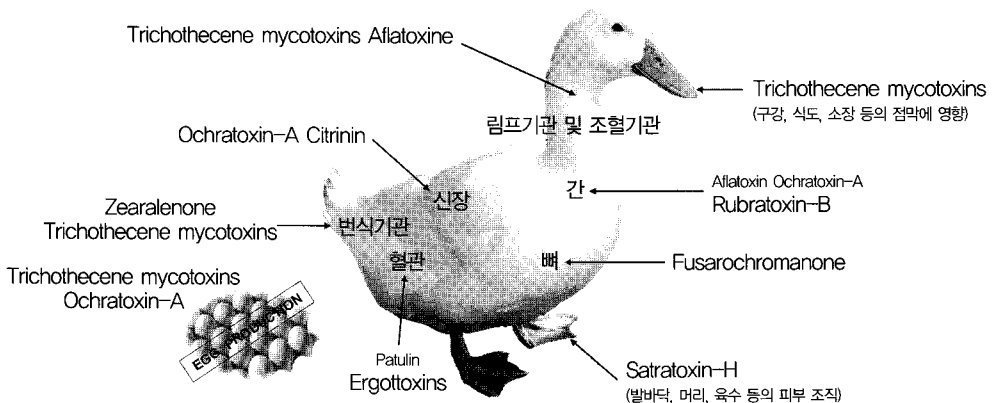 Trichothecene mycotoxins Aflatoxine
Trichothecene mycotoxins
(구강, 식도, 소장 등의 점막에 영향)
림프기관 및 조혈기관
Ochratoxin-A Citrinin
신장
간
Aflatoxin Ochratoxin-A
Rubratoxin-B
Zearalenone
Trichothecene mycotoxins
번식기관
혈관
뼈
Fusarochromanone
Trichothecene mycotoxins
Ochratoxin-A
EGG PRODUCTION
Patulin
Ergottoxins
Satratoxin-H
(발바닥, 머리, 육수 등의 피부 조직)